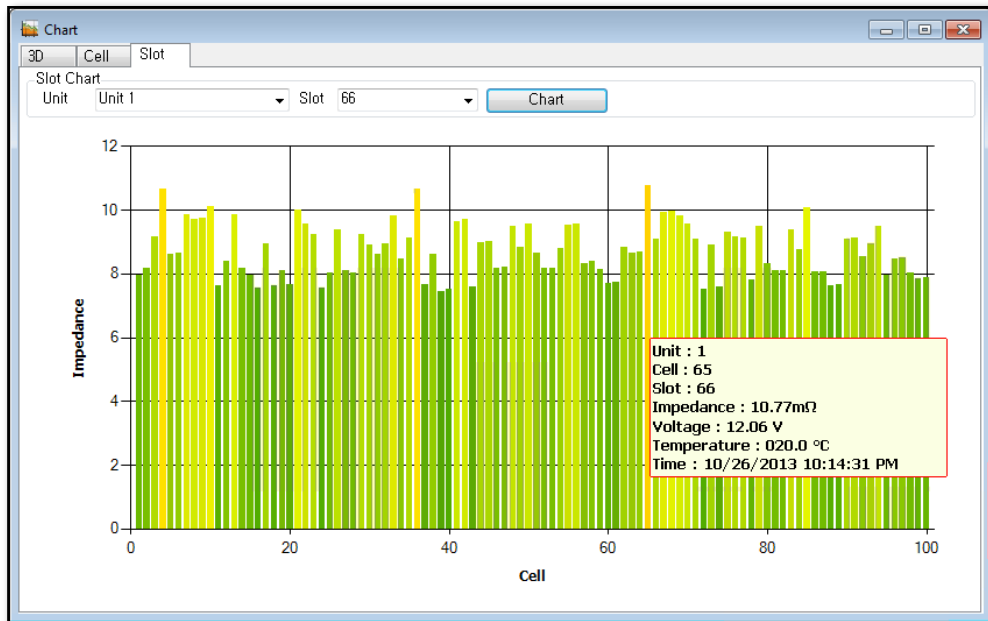 Chart
3D Cell Slot
Slot Chart
Unit Unit 1 Slot 66 Chart
12
10
8
6
4
2
0
Impedance
Unit : 1
Cell : 65
Slot : 66
Impedance : 10.77mΩ
Voltage : 12.06 V
Temperature : 020.0 °C
Time : 10/26/2013 10:14:31 PM
0 20 40 60 80 100
Cell